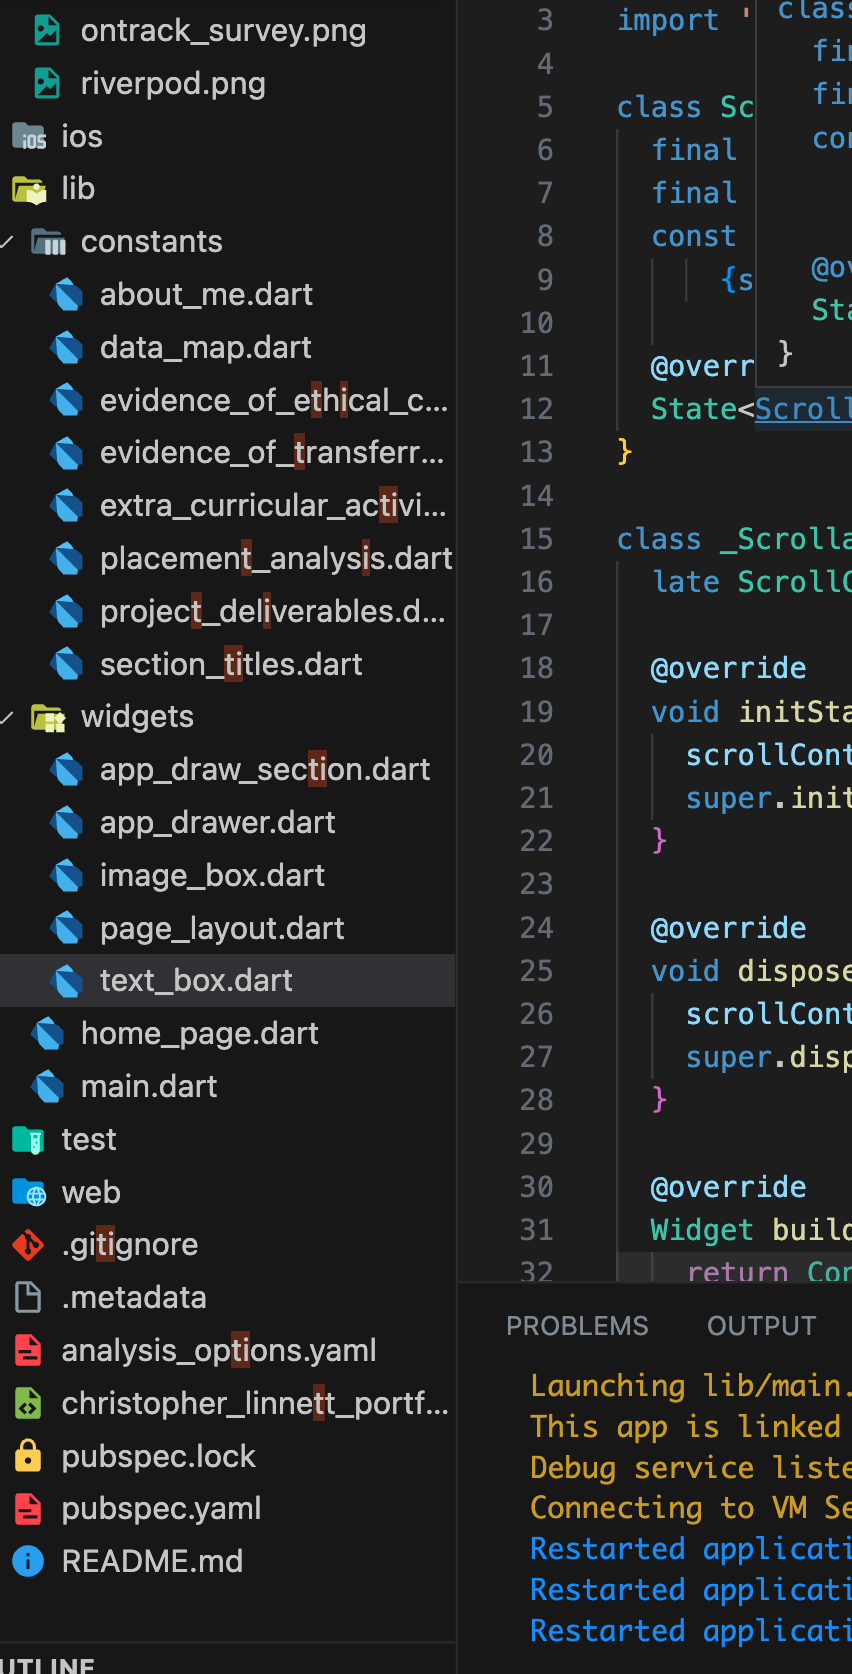 ontrack_survey.png
riverpod.png
ios
lib
constants
about_me.dart
data_map.dart
evidence_of_ethical_c...
evidence_of_transferr...
extra_curricular_activi...
placement_analysis.dart
project_deliverables.d...
section_titles.dart
widgets
app_draw_section.dart
app_drawer.dart
image_box.dart
page_layout.dart
text_box.dart
home_page.dart
main.dart
test
web
.gitignore
.metadata
analysis_options.yaml
christopher_linnett_portf...
pubspec.lock
pubspec.yaml
README.md
UTLINE
3 import '
4
5 class Sc
6 final
7 final
8 const
9 {s
10
11 @overr
12 State<Scroll
13 }
14
15 class _Scrolla
16 late ScrollC
17
18 @override
19 void initSta
20 scrollCont
21 super.init
22 }
23
24 @override
25 void dispose
26 scrollCont
27 super.disp
28 }
29
30 @override
31 Widget build
32 return Con
class
fin
fin
con
@ov
Sta
}
PROBLEMS OUTPUT
Launching lib/main.
This app is linked
Debug service liste
Connecting to VM Se
Restarted applicati
Restarted applicati
Restarted applicati